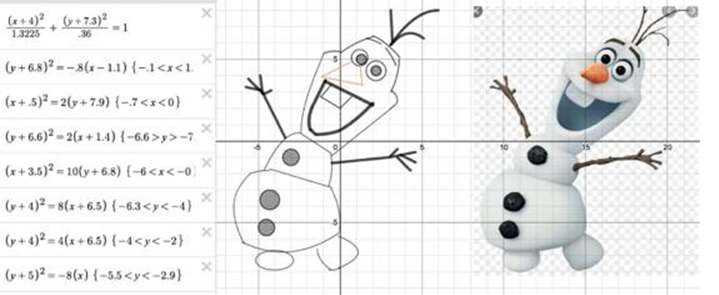 (x+4)²/1.3225 + (y+7.3)²/.36 = 1
(y+6.8)²=-.8(x-1.1) {-.1<x<1.
(x+.5)²=2(y+7.9) {-.7<x<0}
(y+6.6)²=2(x+1.4) {-6.6>y>-7
(x+3.5)²=10(y+6.8) {-6<x<-0
(y+4)²=8(x+6.5) {-6.3<y<-4}
(y+4)²=4(x+6.5) {-4<y<-2}
(y+5)²=-8(x) {-5.5<y<-2.9}
5
-5 0 5 10 15 20
-5